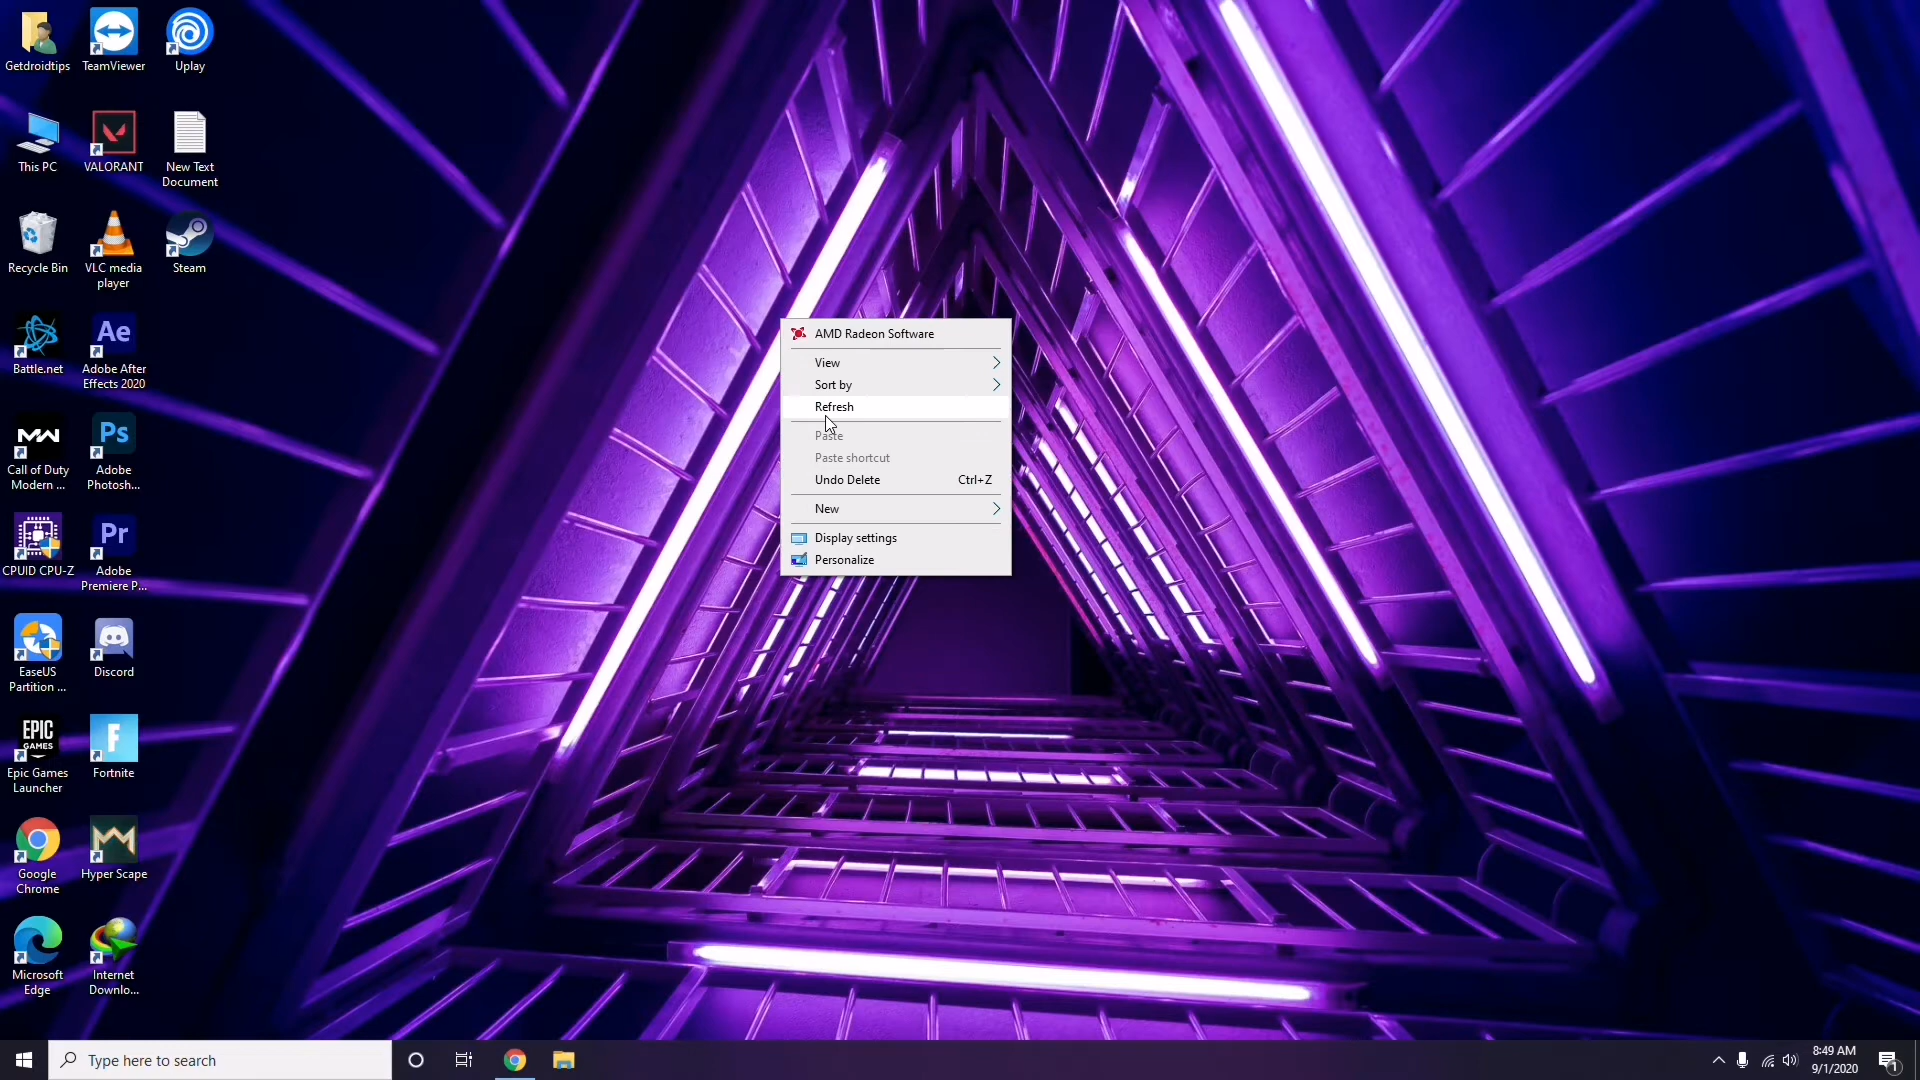 Getdroidtips
TeamViewer
Uplay
This PC
VALORANT
New Text
Document
Recycle Bin
VLC media
player
Steam
Battle.net
Ae
Adobe After
Effects 2020
MW
Call of Duty
Modern ...
Ps
Adobe
Photosh...
CPUID CPU-Z
Pr
Adobe
Premiere P...
EaseUS
Partition ...
Discord
EPIC
GAMES
Epic Games
Launcher
F
Fortnite
Google
Chrome
Hyper Scape
Microsoft
Edge
Internet
Downlo...
AMD Radeon Software
View
Sort by
Refresh
Paste
Paste shortcut
Undo Delete Ctrl+Z
New
Display settings
Personalize
Type here to search
8:49 AM
9/1/2020
1